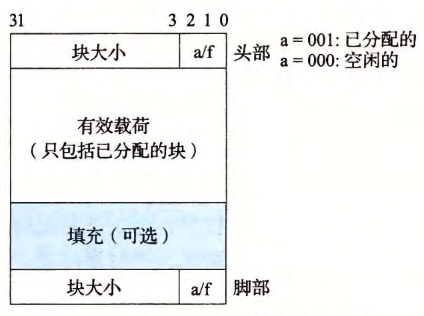 31 3 2 1 0
块大小 a/f 头部 a = 001: 已分配的
a = 000: 空闲的
有效载荷
（只包括已分配的块）
填充（可选）
块大小 a/f 脚部